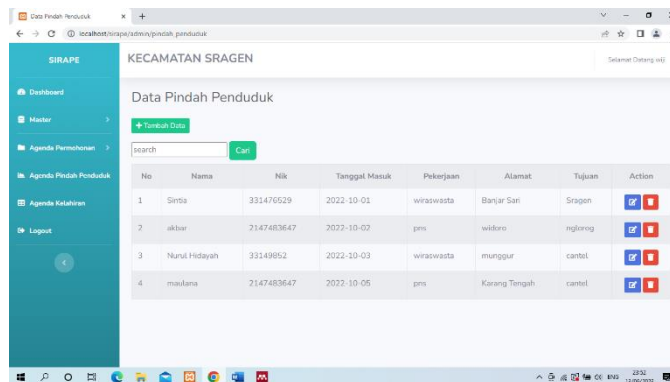 Data Pindah Penduduk
localhost/sirape/admin/pindah_penduduk
SIRAPE
KECAMATAN SRAGEN
Selamat Datang wiji
Dashboard
Data Pindah Penduduk
Master
+ Tambah Data
Agenda Permohonan
search
Cari
Agenda Pindah Penduduk
No Nama Nik Tanggal Masuk Pekerjaan Alamat Tujuan Action
1 Sintia 331476529 2022-10-01 wiraswasta Banjar Sari Sragen
Agenda Kelahiran
2 akbar 2147483647 2022-10-02 pns widoro nglorog
Logout
3 Nurul Hidayah 33149852 2022-10-03 wiraswasta munggur cantel
4 maulana 2147483647 2022-10-05 pns Karang Tengah cantel
ENG
23:52